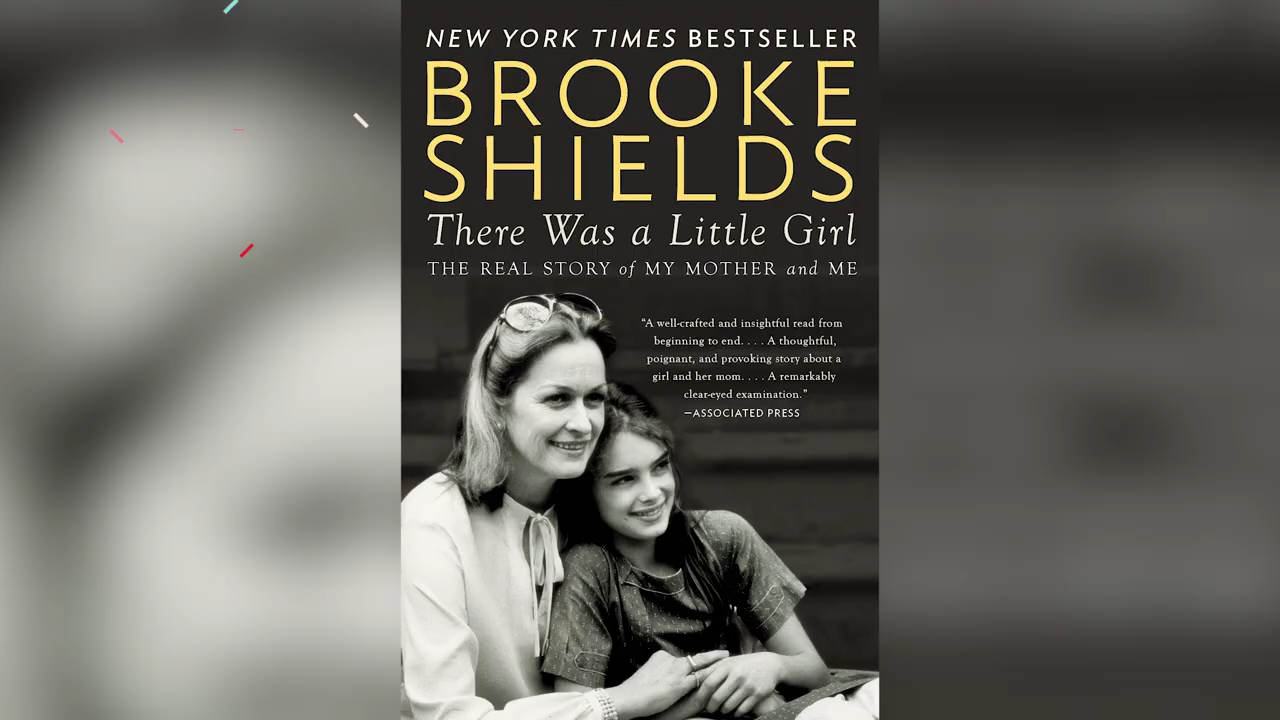 NEW YORK TIMES BESTSELLER
BROOKE
SHIELDS
There Was a Little Girl
THE REAL STORY of MY MOTHER and ME
“A well-crafted and insightful read from
beginning to end. . . . A thoughtful,
poignant, and provoking story about a
girl and her mom. . . . A remarkably
clear-eyed examination.”
—ASSOCIATED PRESS